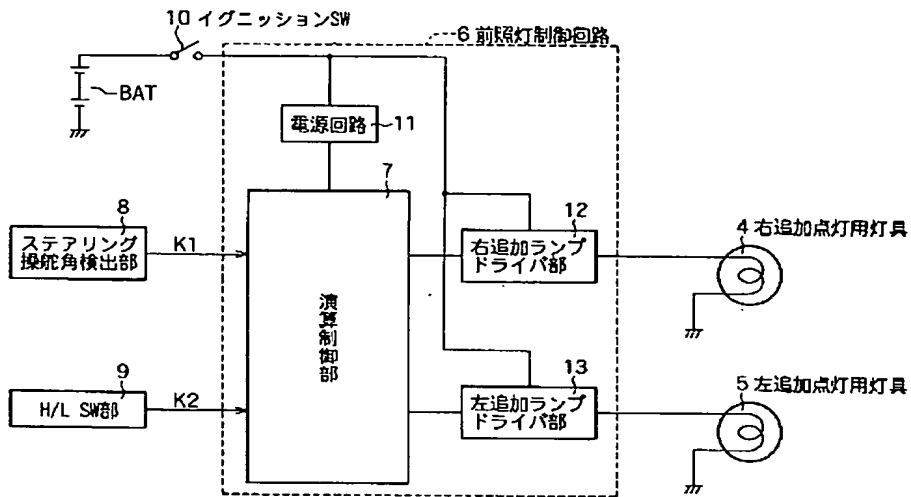 10 イグニッションSW
6 前照灯制御回路
BAT
電源回路
11
7
8
ステアリング
操舵角検出部
K1
12
右追加ランプ
ドライバ部
4 右追加点灯用灯具
演算制御部
9
H/L SW部
K2
13
左追加ランプ
ドライバ部
5 左追加点灯用灯具